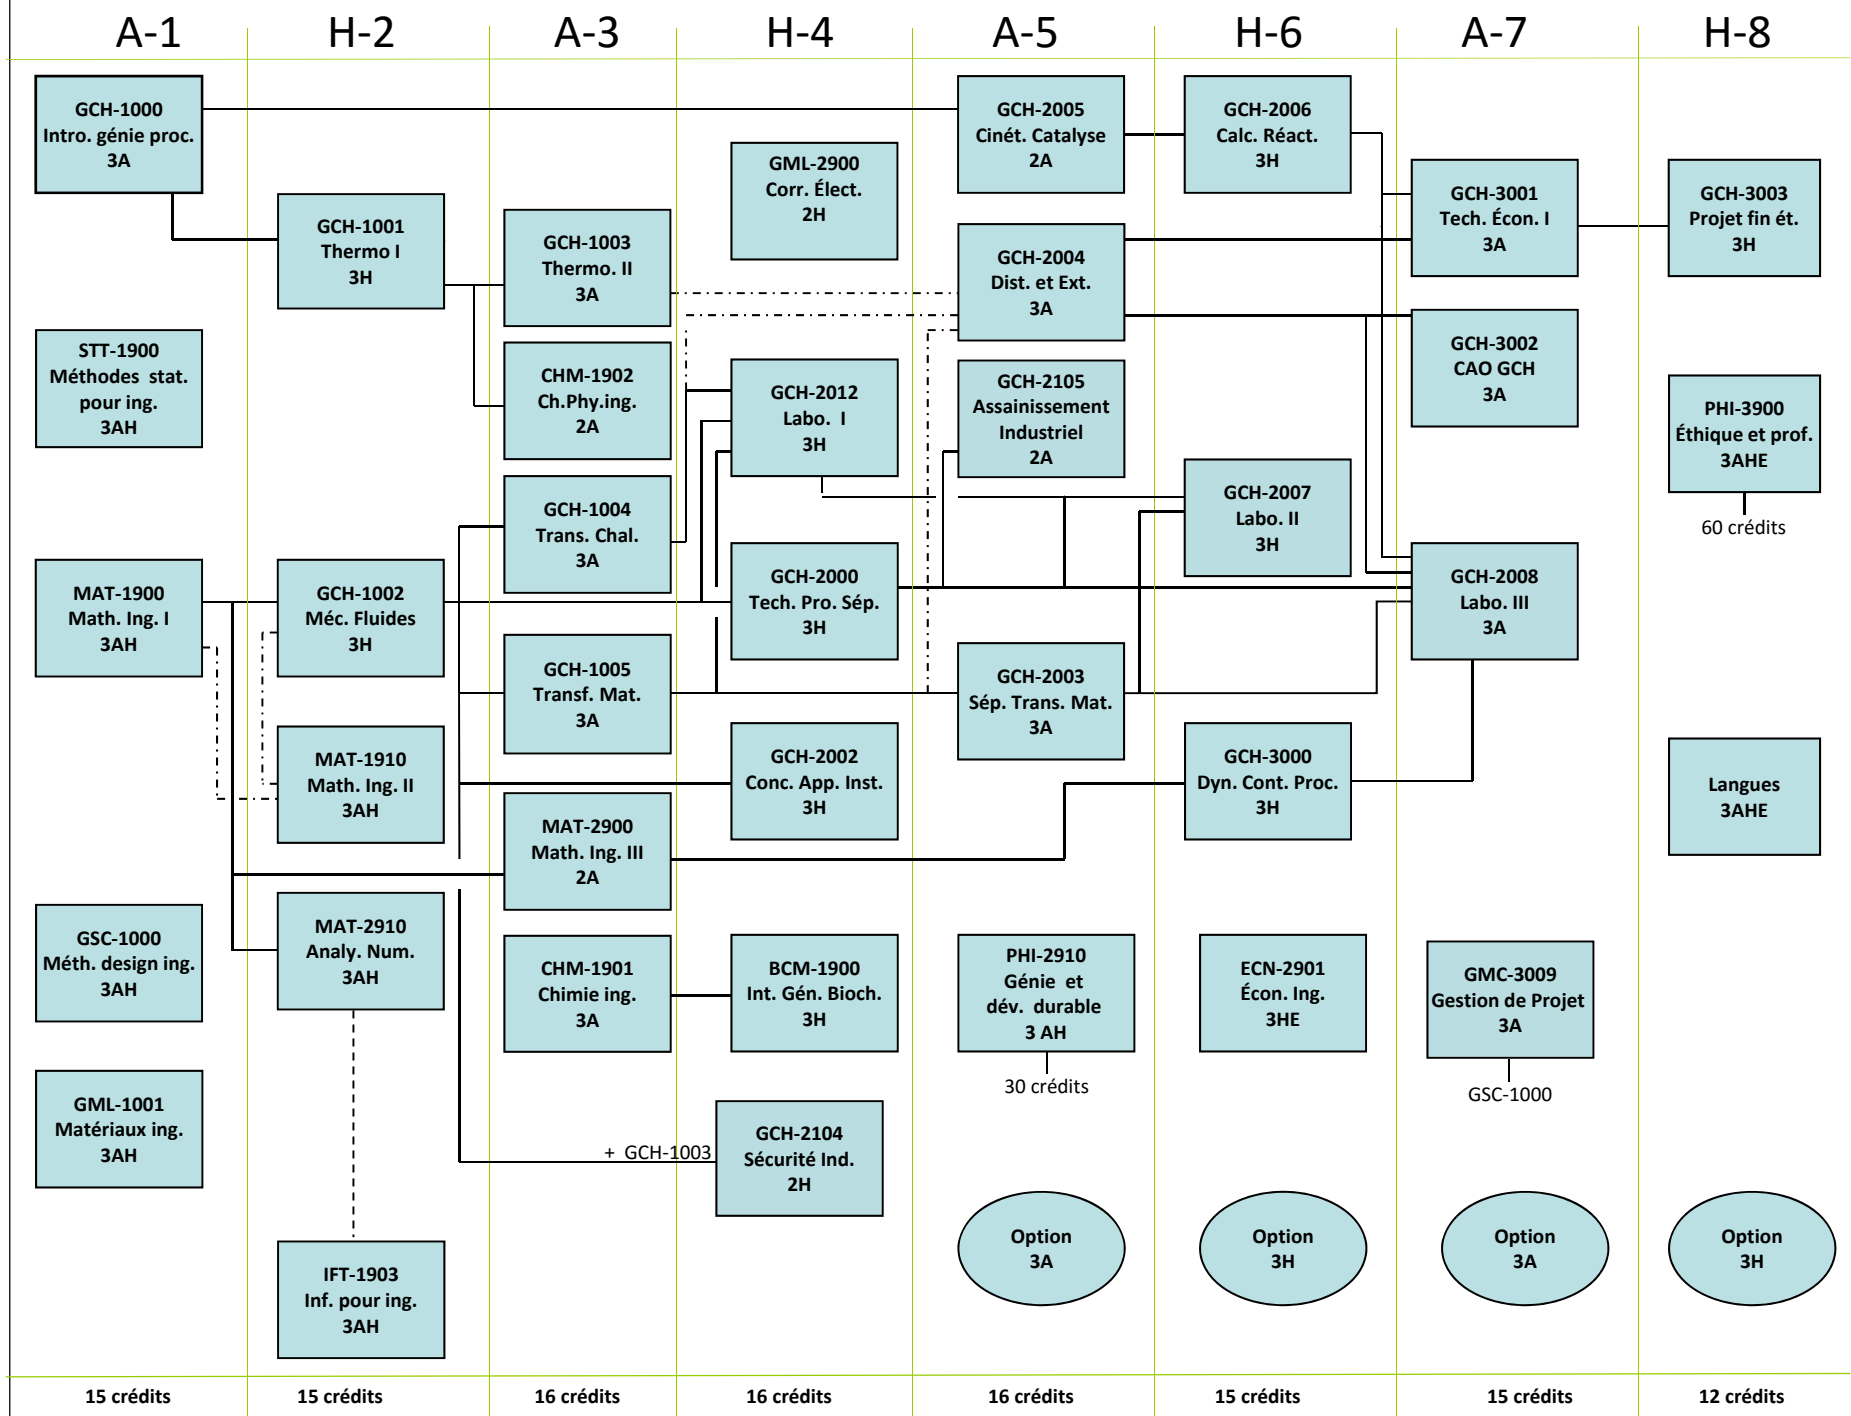 A-1
H-2
A-3
H-4
A-5
H-6
A-7
H-8
GCH-1000
Intro. génie proc.
3A
STT-1900
Méthodes stat.
pour ing.
3AH
MAT-1900
Math. Ing. I
3AH
GSC-1000
Méth. design ing.
3AH
GML-1001
Matériaux ing.
3AH
GCH-1001
Thermo I
3H
GCH-1002
Méc. Fluides
3H
MAT-1910
Math. Ing. II
3AH
MAT-2910
Analy. Num.
3AH
IFT-1903
Inf. pour ing.
3AH
GCH-1003
Thermo. II
3A
CHM-1902
Ch.Phy.ing.
2A
GCH-1004
Trans. Chal.
3A
GCH-1005
Transf. Mat.
3A
MAT-2900
Math. Ing. III
2A
CHM-1901
Chimie ing.
3A
GML-2900
Corr. Élect.
2H
GCH-2012
Labo. I
3H
GCH-2000
Tech. Pro. Sép.
3H
GCH-2002
Conc. App. Inst.
3H
BCM-1900
Int. Gén. Bioch.
3H
+ GCH-1003
GCH-2104
Sécurité Ind.
2H
GCH-2005
Cinét. Catalyse
2A
GCH-2004
Dist. et Ext.
3A
GCH-2105
Assainissement
Industriel
2A
GCH-2003
Sép. Trans. Mat.
3A
PHI-2910
Génie et
dév. durable
3 AH
30 crédits
Option
3A
GCH-2006
Calc. Réact.
3H
GCH-2007
Labo. II
3H
GCH-3000
Dyn. Cont. Proc.
3H
ECN-2901
Écon. Ing.
3HE
Option
3H
GCH-3001
Tech. Écon. I
3A
GCH-3002
CAO GCH
3A
GCH-2008
Labo. III
3A
GMC-3009
Gestion de Projet
3A
GSC-1000
Option
3A
GCH-3003
Projet fin ét.
3H
PHI-3900
Éthique et prof.
3AHE
60 crédits
Langues
3AHE
Option
3H
15 crédits
15 crédits
16 crédits
16 crédits
16 crédits
15 crédits
15 crédits
12 crédits